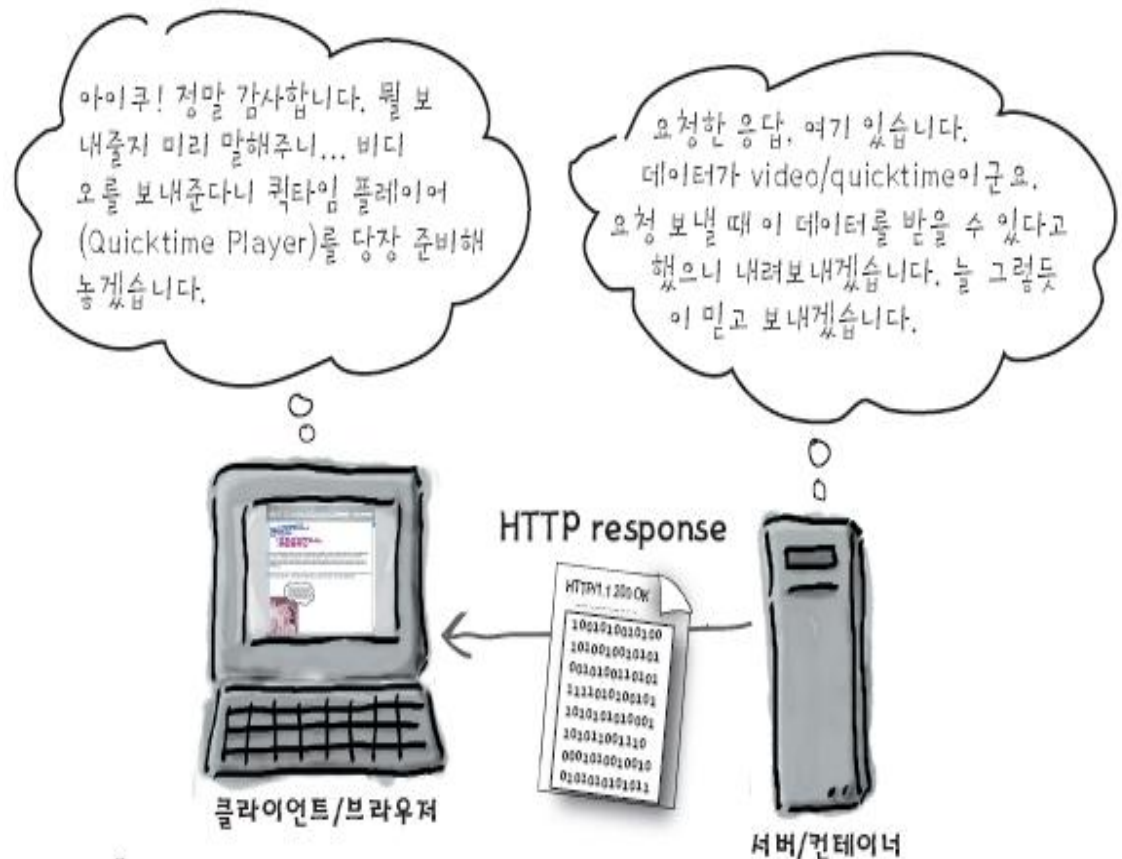 아이쿠! 정말 감사합니다. 뭘 보
내줄지 미리 말해주니... 비디
오를 보내준다니 퀵타임 플레이어
(Quicktime Player)를 당장 준비해
놓겠습니다.
요청한 응답, 여기 있습니다.
데이터가 video/quicktime이군요.
요청 보낼 때 이 데이터를 받을 수 있다고
했으니 내려보내겠습니다. 늘 그렇듯
이 믿고 보내겠습니다.
HTTP response
HTTP/1.1 200 OK
1001010010100
1010010010101
0010100110101
1111010100101
1010101010001
101011001110
0001010010010
0101010101011
클라이언트/브라우저
서버/컨테이너